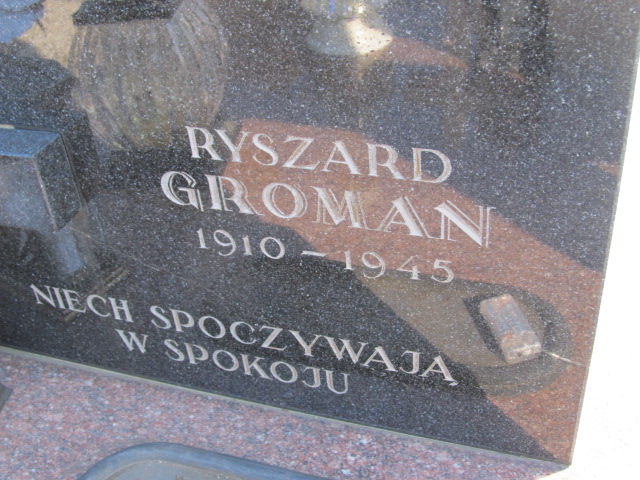 RYSZARD
GROMAN
1910 – 1945
NIECH SPOCZYWAJĄ
W SPOKOJU